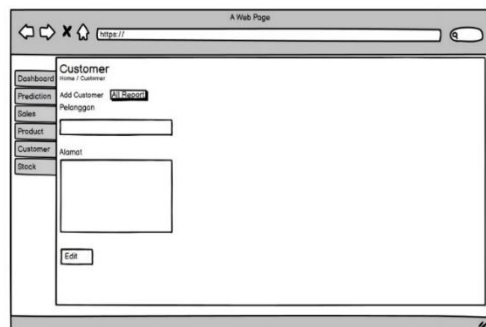 A Web Page
https://
Dashboard
Prediction
Sales
Product
Customer
Stock
Customer
Home / Customer
Add Customer All Report
Pelanggan
Alamat
Edit